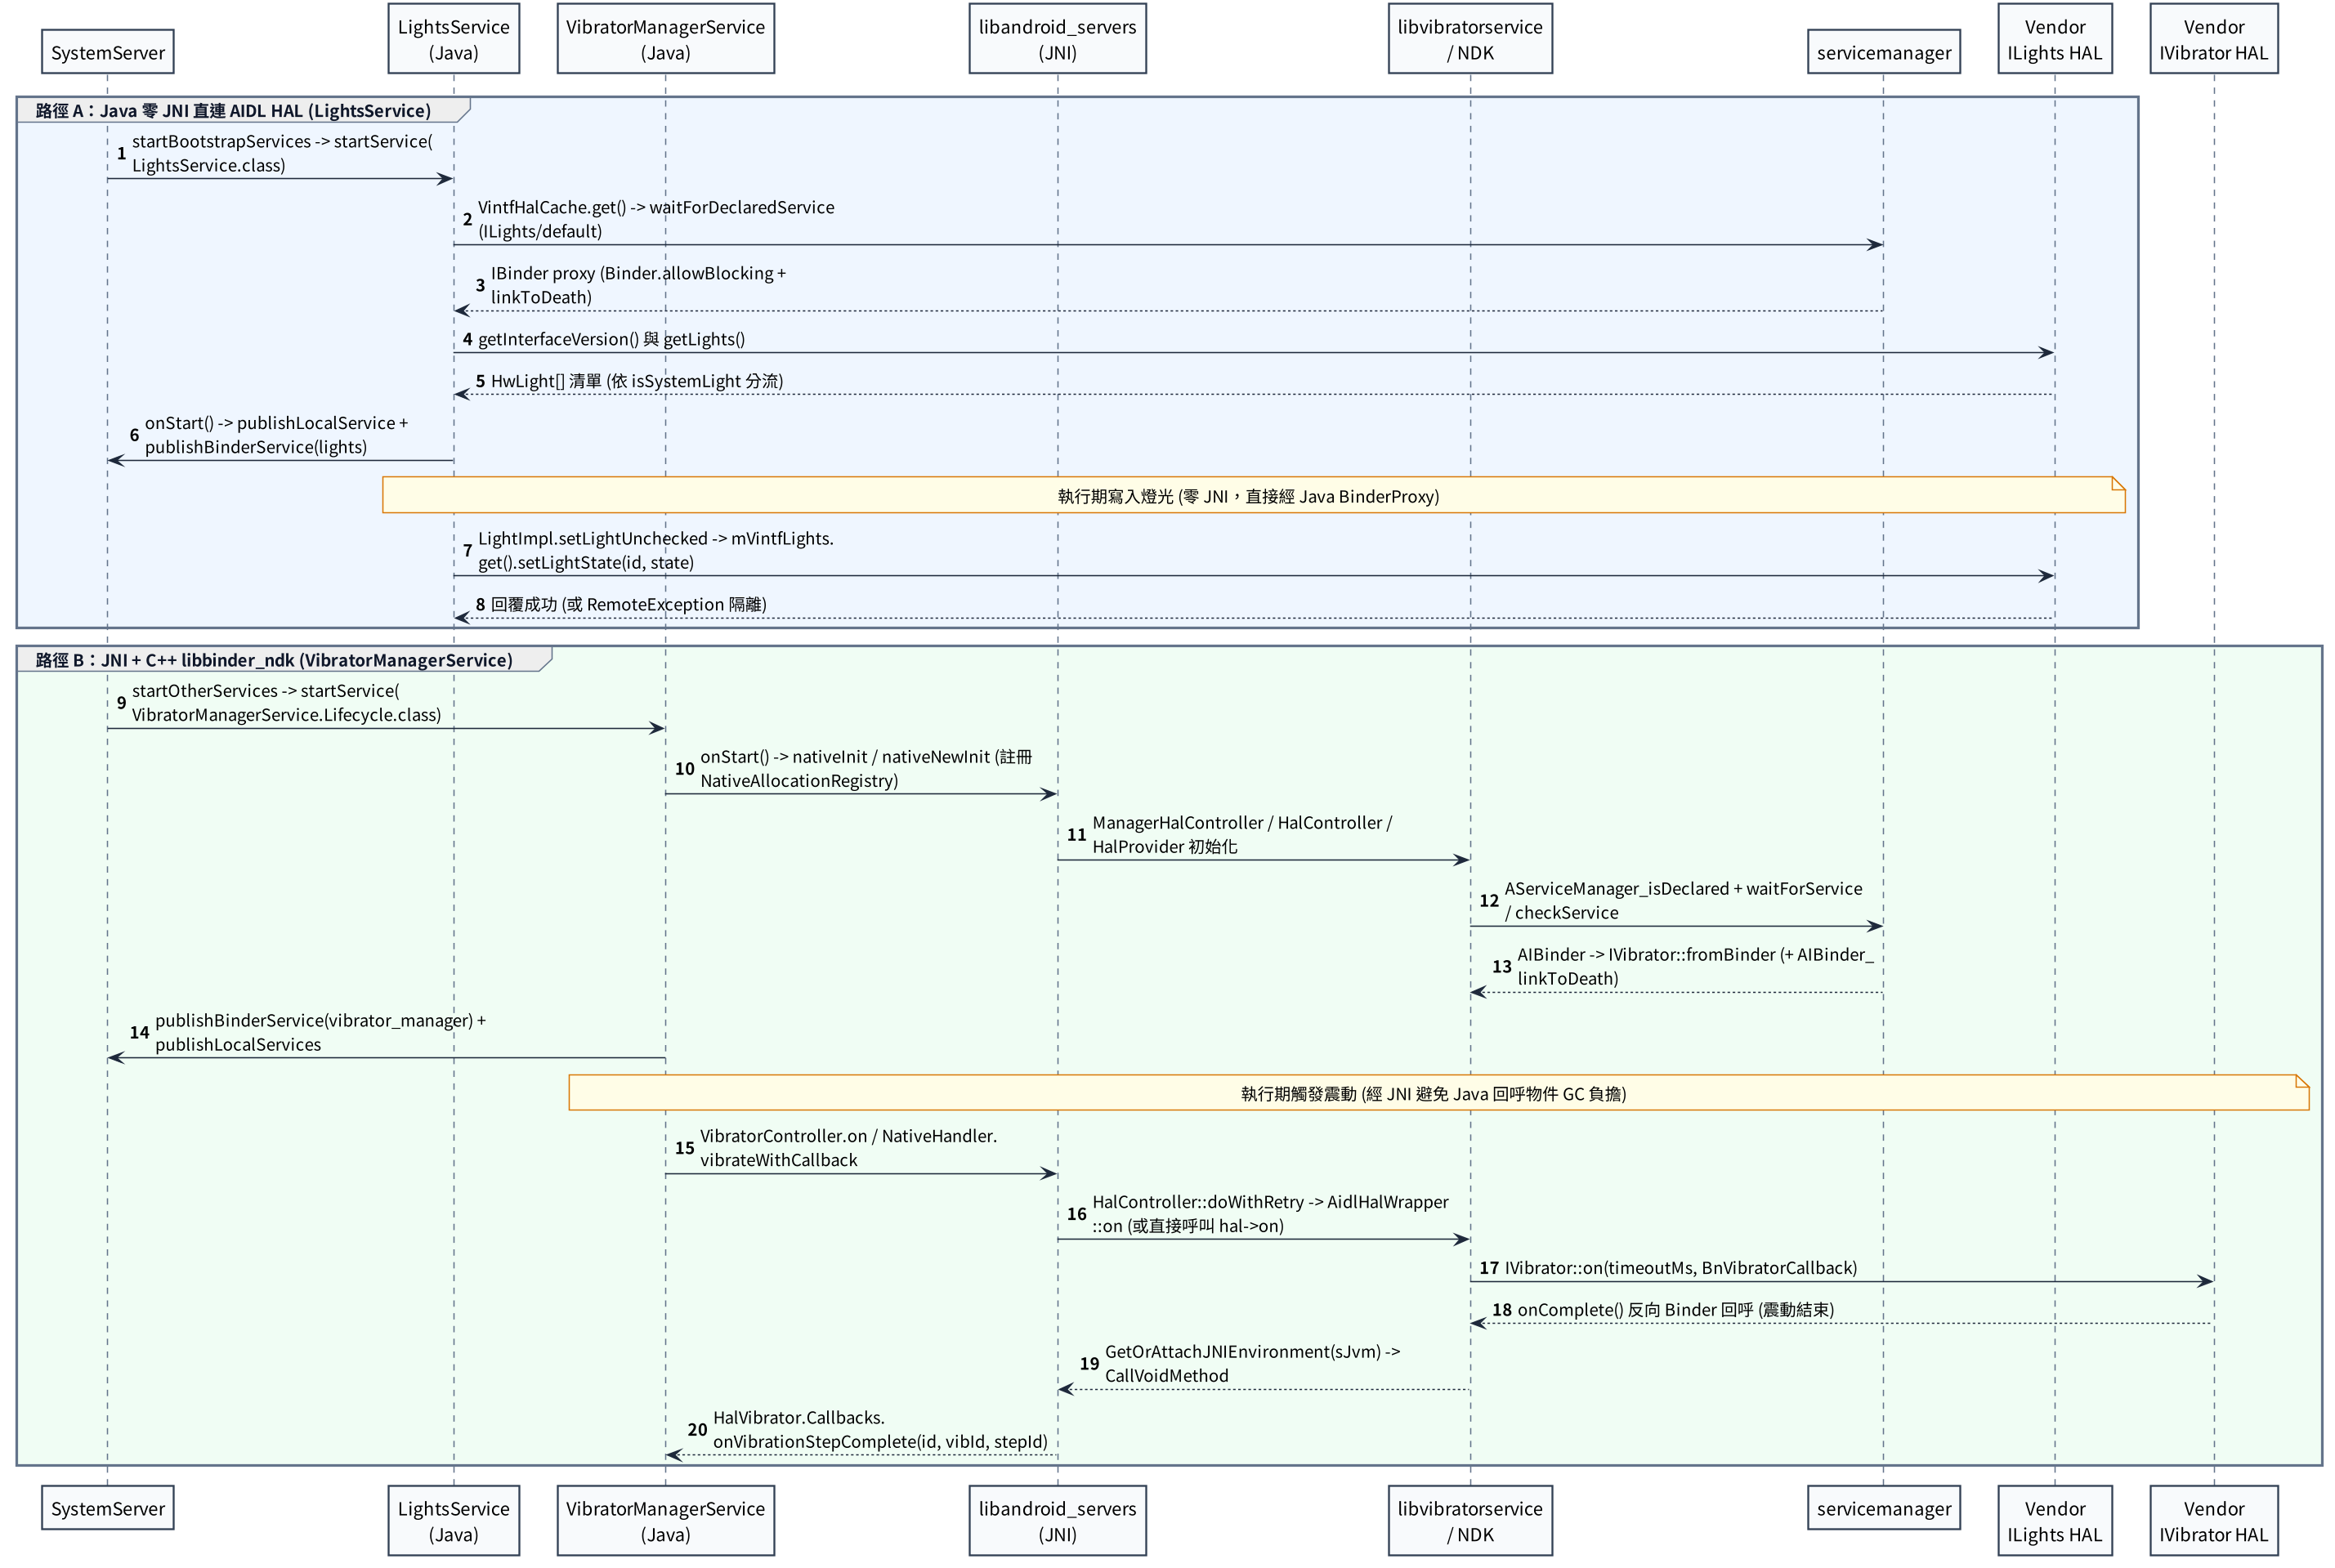 SystemServer
LightsService
(Java)
VibratorManagerService
(Java)
libandroid_servers
(JNI)
libvibratorservice
/ NDK
servicemanager
Vendor
ILights HAL
Vendor
IVibrator HAL
路徑 A：Java 零 JNI 直連 AIDL HAL (LightsService)
1 startBootstrapServices -> startService(
LightsService.class)
2 VintfHalCache.get() -> waitForDeclaredService
(ILights/default)
3 IBinder proxy (Binder.allowBlocking +
linkToDeath)
4 getInterfaceVersion() 與 getLights()
5 HwLight[] 清單 (依 isSystemLight 分流)
6 onStart() -> publishLocalService +
publishBinderService(lights)
執行期寫入燈光 (零 JNI，直接經 Java BinderProxy)
7 LightImpl.setLightUnchecked -> mVintfLights.
get().setLightState(id, state)
8 回覆成功 (或 RemoteException 隔離)
路徑 B：JNI + C++ libbinder_ndk (VibratorManagerService)
9 startOtherServices -> startService(
VibratorManagerService.Lifecycle.class)
10 onStart() -> nativeInit / nativeNewInit (註冊
NativeAllocationRegistry)
11 ManagerHalController / HalController /
HalProvider 初始化
12 AServiceManager_isDeclared + waitForService
/ checkService
13 AIBinder -> IVibrator::fromBinder (+ AIBinder_
linkToDeath)
14 publishBinderService(vibrator_manager) +
publishLocalServices
執行期觸發震動 (經 JNI 避免 Java 回呼物件 GC 負擔)
15 VibratorController.on / NativeHandler.
vibrateWithCallback
16 HalController::doWithRetry -> AidlHalWrapper
::on (或直接呼叫 hal->on)
17 IVibrator::on(timeoutMs, BnVibratorCallback)
18 onComplete() 反向 Binder 回呼 (震動結束)
19 GetOrAttachJNIEnvironment(sJvm) ->
CallVoidMethod
20 HalVibrator.Callbacks.
onVibrationStepComplete(id, vibId, stepId)
SystemServer
LightsService
(Java)
VibratorManagerService
(Java)
libandroid_servers
(JNI)
libvibratorservice
/ NDK
servicemanager
Vendor
ILights HAL
Vendor
IVibrator HAL